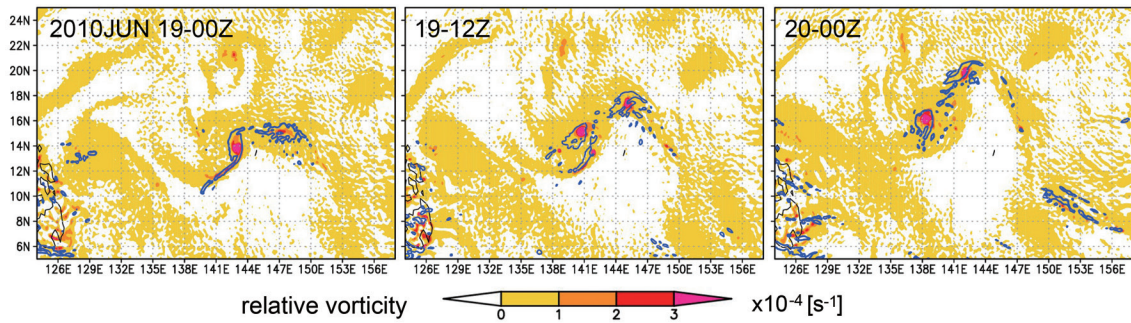 2010JUN 19-00Z
19-12Z
20-00Z
24N
22N
20N
18N
16N
14N
12N
10N
8N
6N
126E 129E 132E 135E 138E 141E 144E 147E 150E 153E 156E
126E 129E 132E 135E 138E 141E 144E 147E 150E 153E 156E
126E 129E 132E 135E 138E 141E 144E 147E 150E 153E 156E
relative vorticity
0 1 2 3
x10⁻⁴ [s⁻¹]